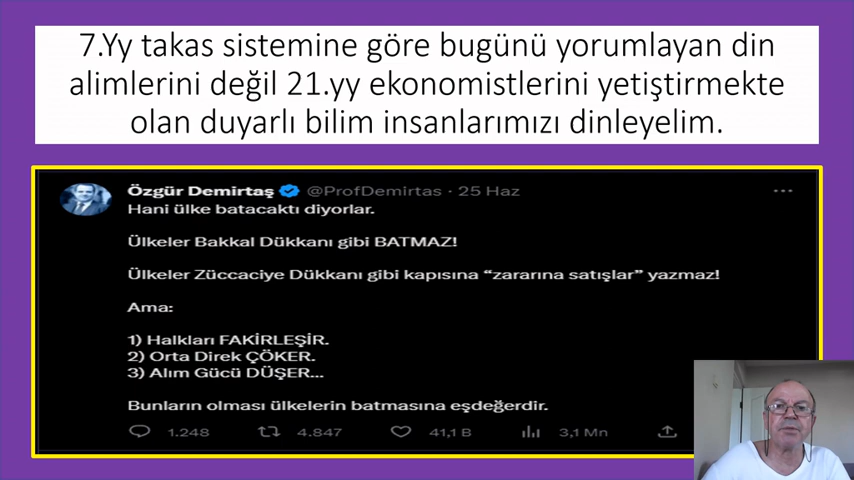 7.Yy takas sistemine göre bugünü yorumlayan din
alimlerini değil 21.yy ekonomistlerini yetiştirmekte
olan duyarlı bilim insanlarımızı dinleyelim.
Özgür Demirtaş @ProfDemirtas · 25 Haz
Hani ülke batacaktı diyorlar.
Ülkeler Bakkal Dükkanı gibi BATMAZ!
Ülkeler Züccaciye Dükkanı gibi kapısına “zararına satışlar” yazmaz!
Ama:
1) Halkları FAKİRLEŞİR.
2) Orta Direk ÇÖKER.
3) Alım Gücü DÜŞER...
Bunların olması ülkelerin batmasına eşdeğerdir.
1.248 4.847 41,1 B 3,1 Mn